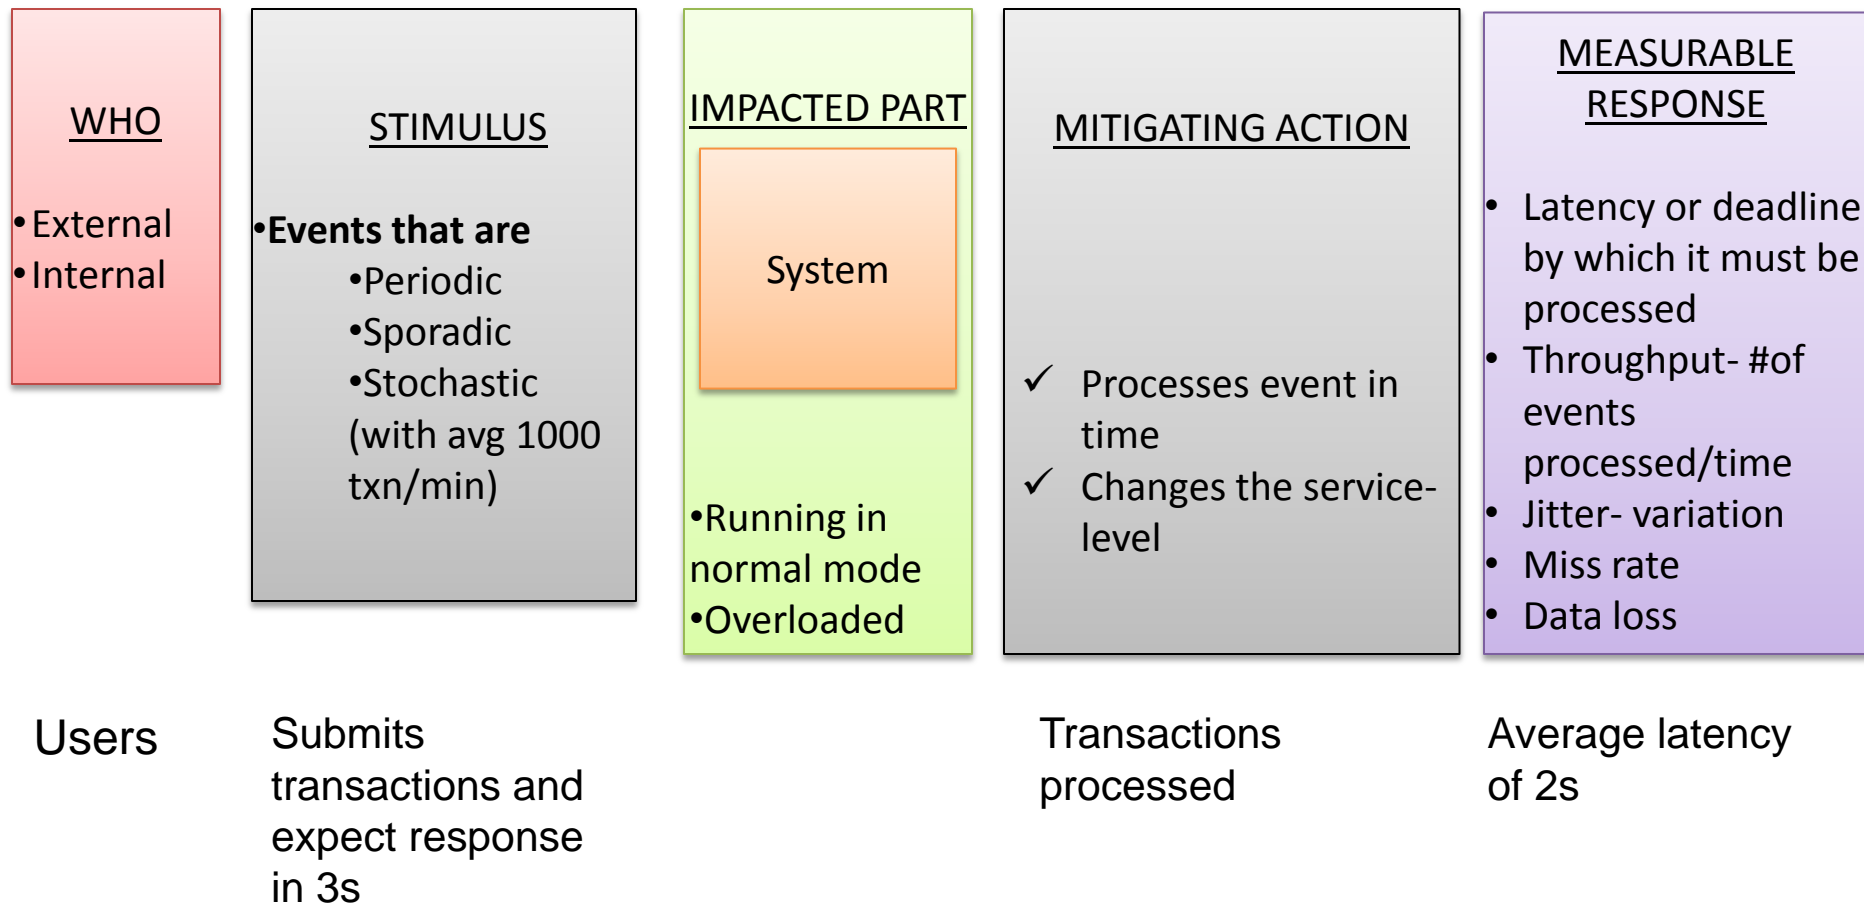 WHO
•External
•Internal
STIMULUS
•Events that are
•Periodic
•Sporadic
•Stochastic
(with avg 1000
txn/min)
IMPACTED PART
System
•Running in
normal mode
•Overloaded
MITIGATING ACTION
✓ Processes event in
time
✓ Changes the service-
level
MEASURABLE
RESPONSE
• Latency or deadline
by which it must be
processed
• Throughput- #of
events
processed/time
• Jitter- variation
• Miss rate
• Data loss
Users
Submits
transactions and
expect response
in 3s
Transactions
processed
Average latency
of 2s